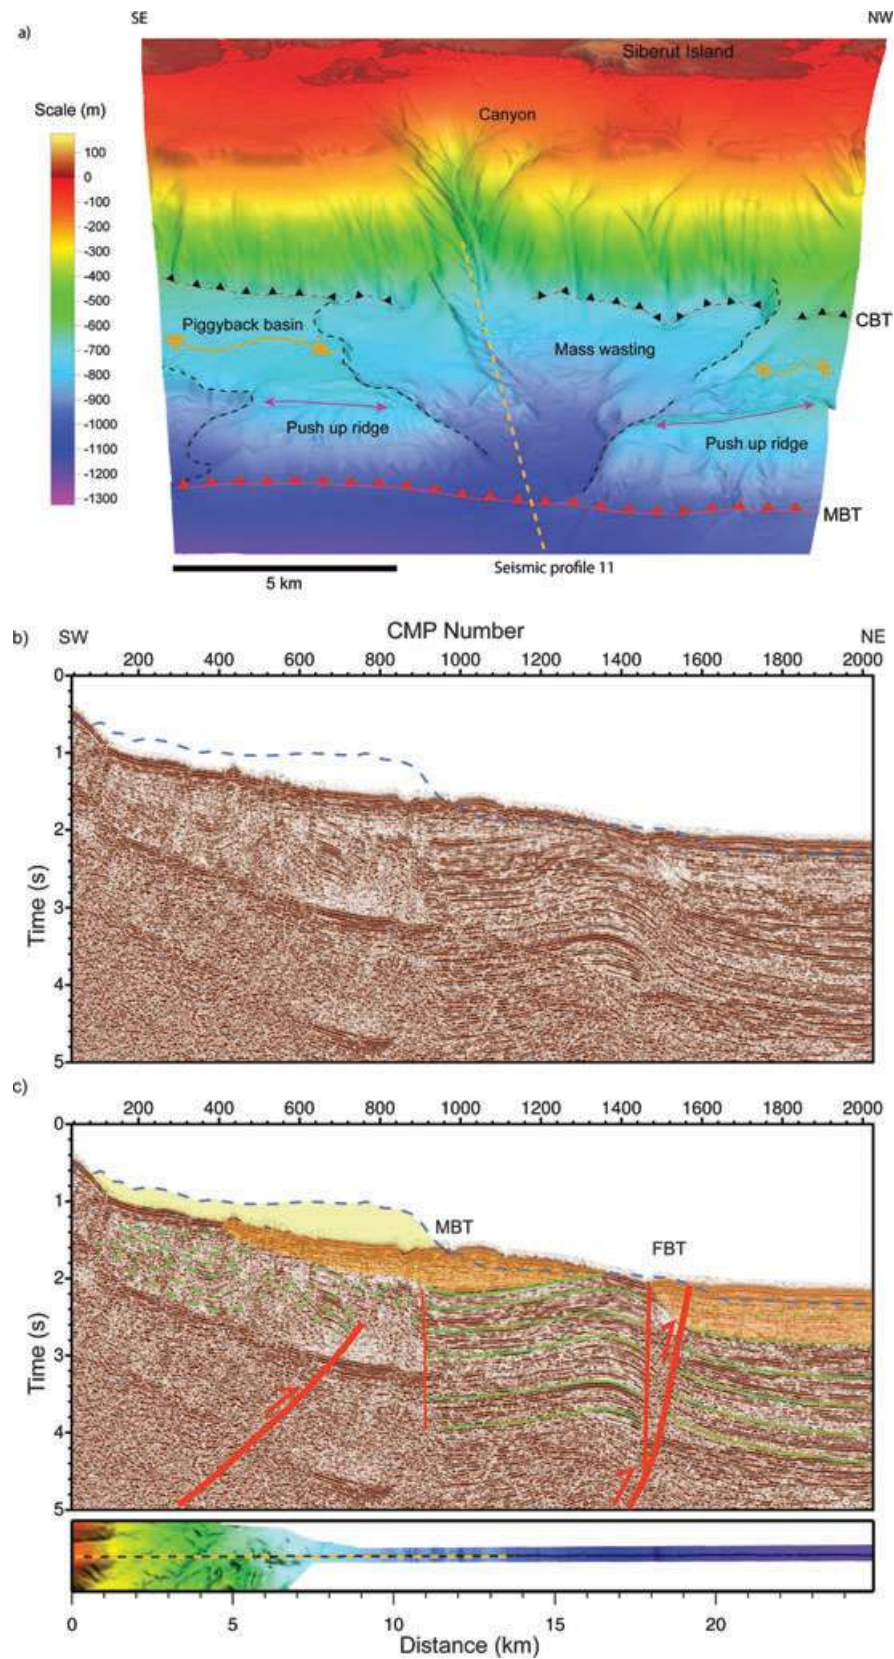 SE NW
a)
Siberut Island
Scale (m)
Canyon
100
0
-100
-200
-300
-400
-500
-600
-700
-800
-900
-1000
-1100
-1200
-1300
CBT
Piggyback basin
Mass wasting
Push up ridge
Push up ridge
MBT
5 km
Seismic profile 11
b) SW CMP Number NE
200 400 600 800 1000 1200 1400 1600 1800 2000
0
1
2
3
4
5
Time (s)
c)
200 400 600 800 1000 1200 1400 1600 1800 2000
0
1
2
3
4
5
Time (s)
MBT
FBT
0 5 10 15 20
Distance (km)